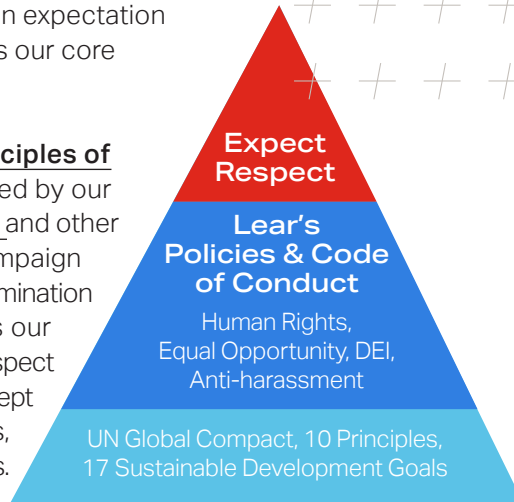 n expectation
s our core
ciples of
ed by our
and other
mpaign
mination
s our
spect
ept
s,
s.
Expect
Respect
Lear's
Policies & Code
of Conduct
Human Rights,
Equal Opportunity, DEI,
Anti-harassment
UN Global Compact, 10 Principles,
17 Sustainable Development Goals